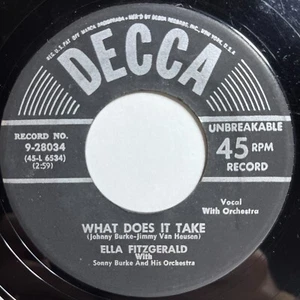 DECCA
RECORD NO.
9-28034
(45-L 6534)
(2:59)
UNBREAKABLE
45 RPM
RECORD
Vocal
With Orchestra
WHAT DOES IT TAKE
(Johnny Burke-Jimmy Van Heusen)
ELLA FITZGERALD
With
Sonny Burke And His Orchestra